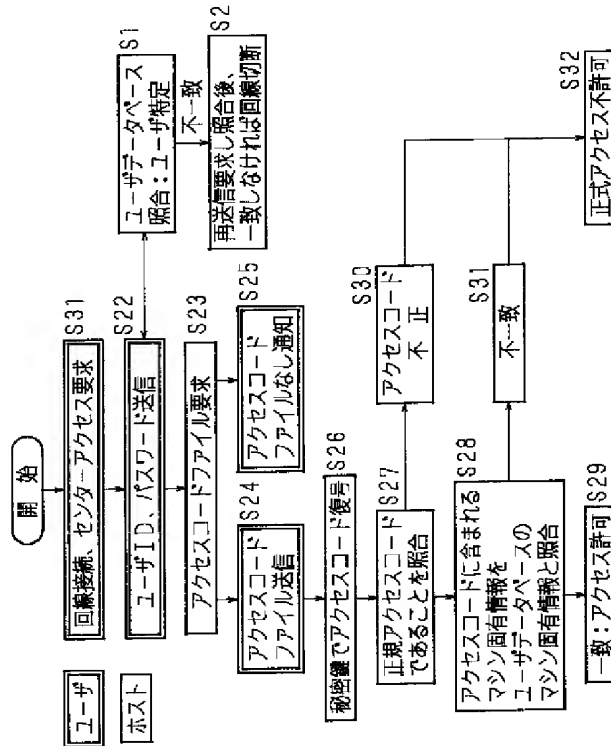 開始
ユーザ
ホスト
回線接続、センターアクセス要求
S31
ユーザID、パスワード送信
S22
ユーザデータベース
照合：ユーザ特定
S1
不一致
再送信要求し照合後、
一致しなければ回線切断
S2
アクセスコードファイル要求
S23
アクセスコード
ファイル送信
S24
アクセスコード
ファイルなし通知
S25
秘密鍵でアクセスコード復号
S26
正規アクセスコード
であることを照合
S27
アクセスコード
不正
S30
アクセスコードに含まれる
マシン固有情報を
ユーザデータベースの
マシン固有情報と照合
S28
不一致
S31
一致：アクセス許可
S29
正式アクセス不許可
S32